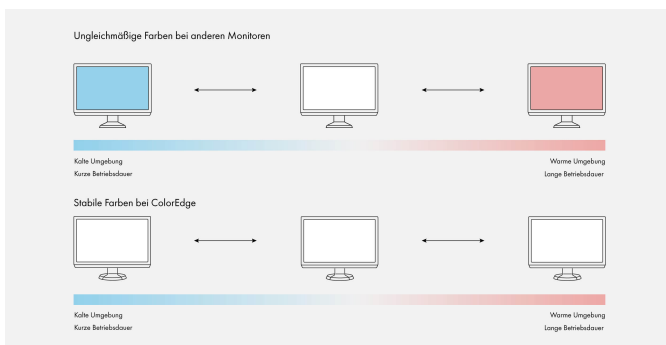 Ungleichmäßige Farben bei anderen Monitoren
Kalte Umgebung
Warme Umgebung
Kurze Betriebsdauer
Lange Betriebsdauer
Stabile Farben bei ColorEdge
Kalte Umgebung
Warme Umgebung
Kurze Betriebsdauer
Lange Betriebsdauer